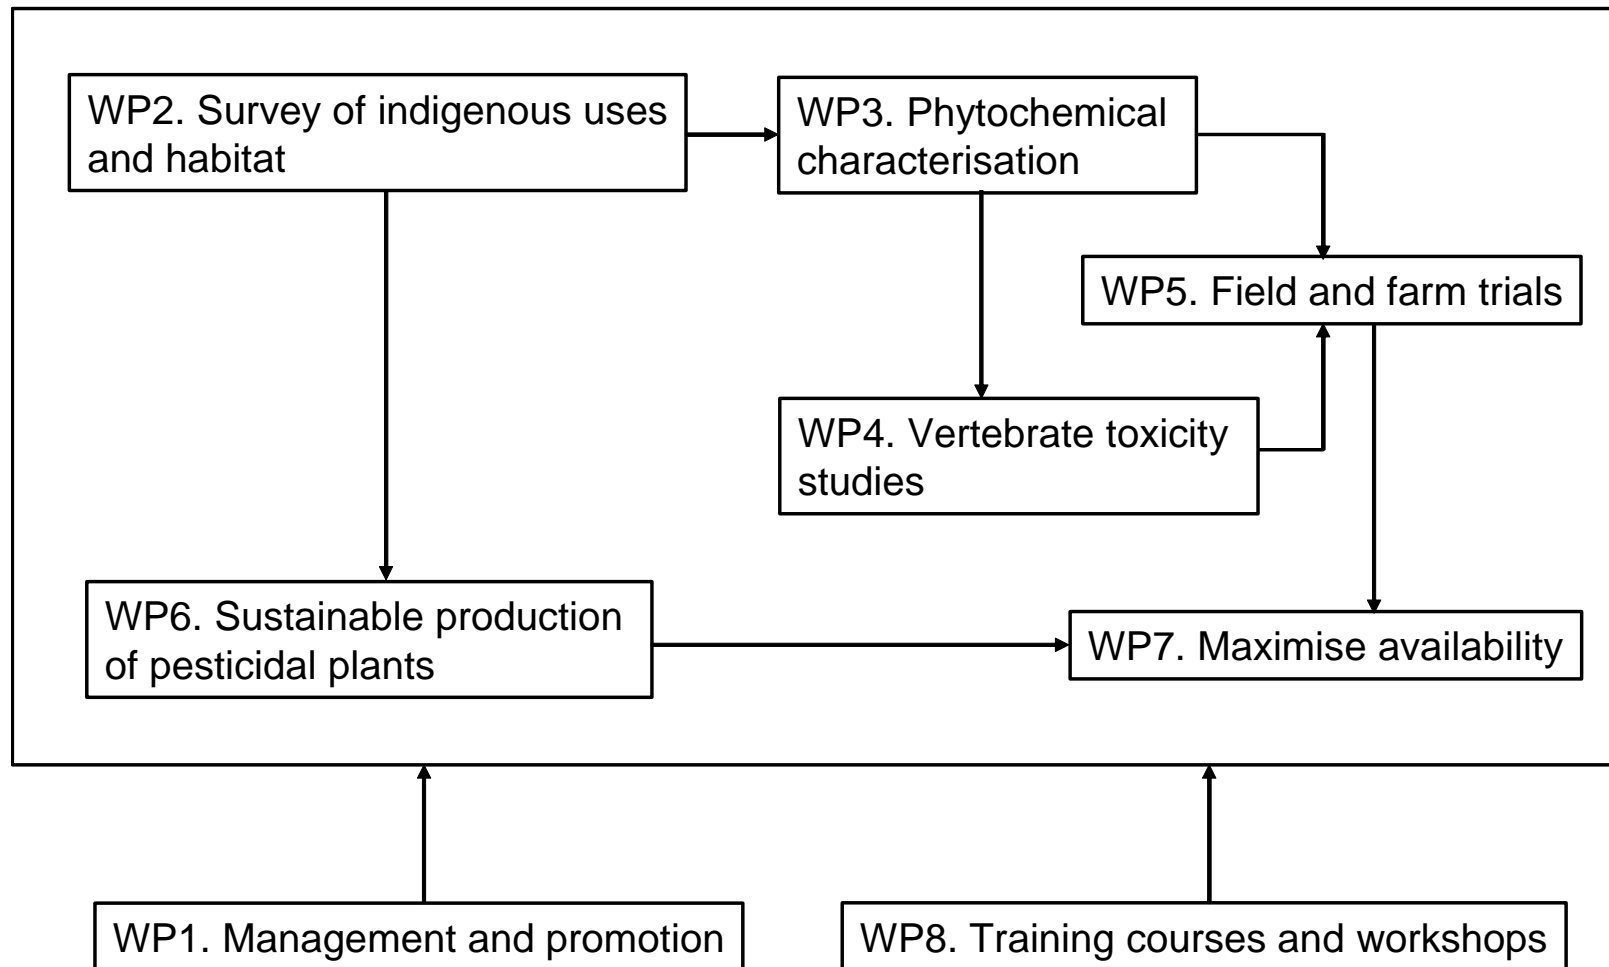 WP2. Survey of indigenous uses
and habitat
WP3. Phytochemical
characterisation
WP5. Field and farm trials
WP4. Vertebrate toxicity
studies
WP6. Sustainable production
of pesticidal plants
WP7. Maximise availability
WP1. Management and promotion
WP8. Training courses and workshops